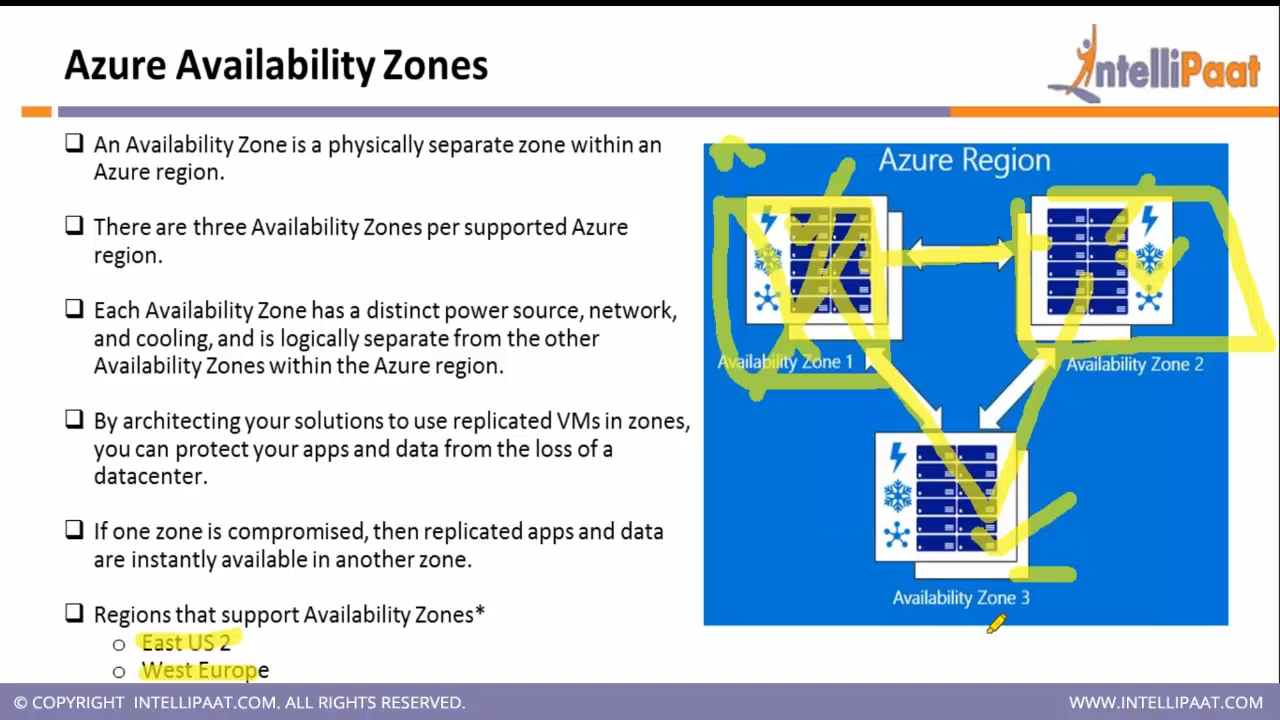 Azure Availability Zones
IntelliPaat
❑ An Availability Zone is a physically separate zone within an
Azure region.
❑ There are three Availability Zones per supported Azure
region.
❑ Each Availability Zone has a distinct power source, network,
and cooling, and is logically separate from the other
Availability Zones within the Azure region.
❑ By architecting your solutions to use replicated VMs in zones,
you can protect your apps and data from the loss of a
datacenter.
❑ If one zone is compromised, then replicated apps and data
are instantly available in another zone.
❑ Regions that support Availability Zones*
o East US 2
o West Europe
Azure Region
Availability Zone 1
Availability Zone 2
Availability Zone 3
© COPYRIGHT INTELLIPAAT.COM. ALL RIGHTS RESERVED.
WWW.INTELLIPAAT.COM